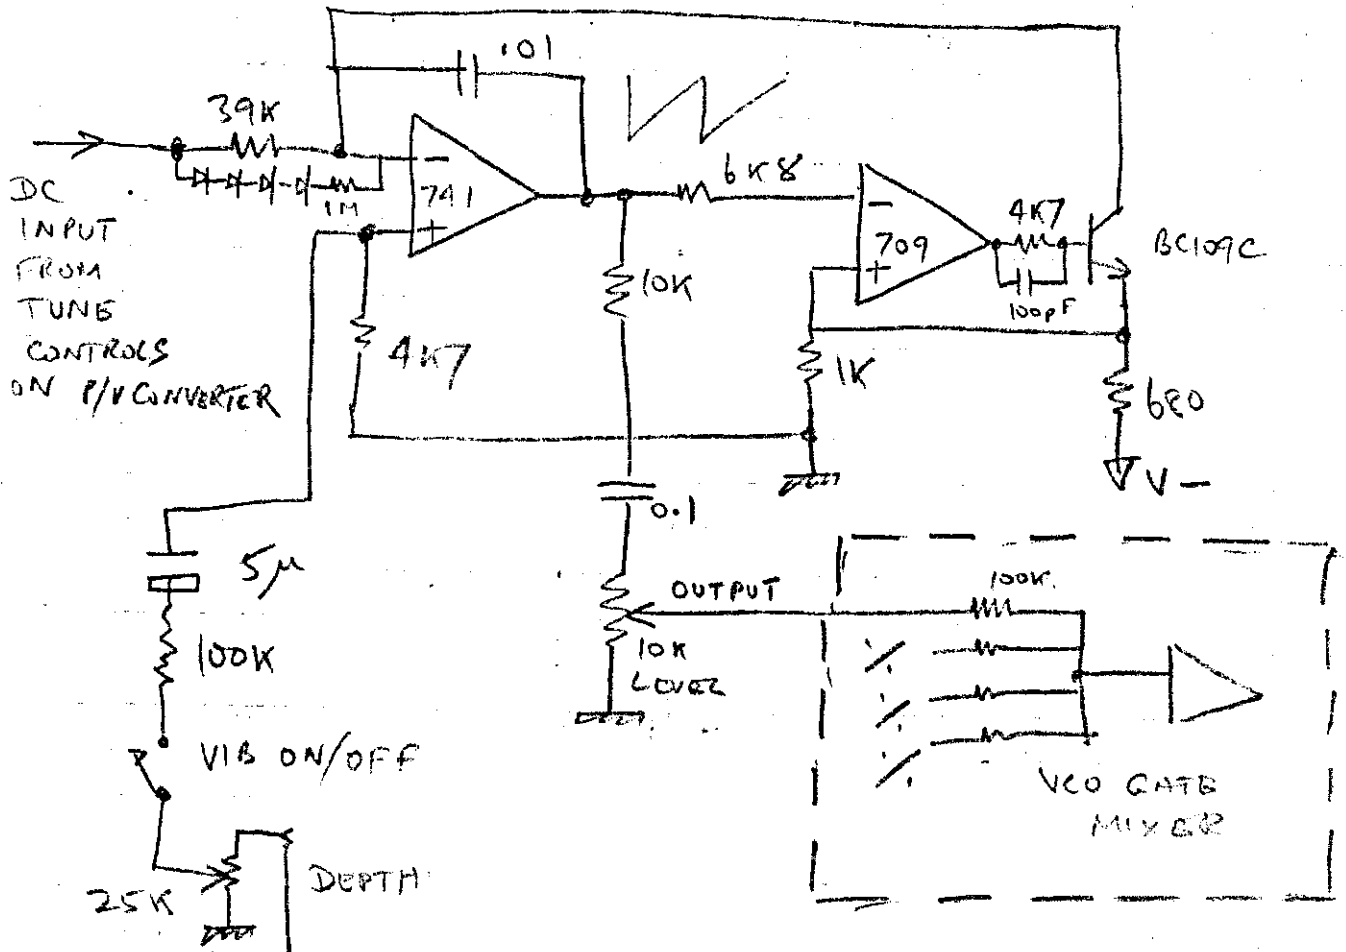 .01
39K
1M
741
DC
INPUT
FROM
TUNE
CONTROLS
ON P/V CONVERTER
4K7
6K8
709
4K7
100pF
BC109C
10K
1K
680
V-
0.1
5μ
100K
OUTPUT
10K
LEVEL
100K
VCO GATE
MIXER
VIB ON/OFF
25K
DEPTH